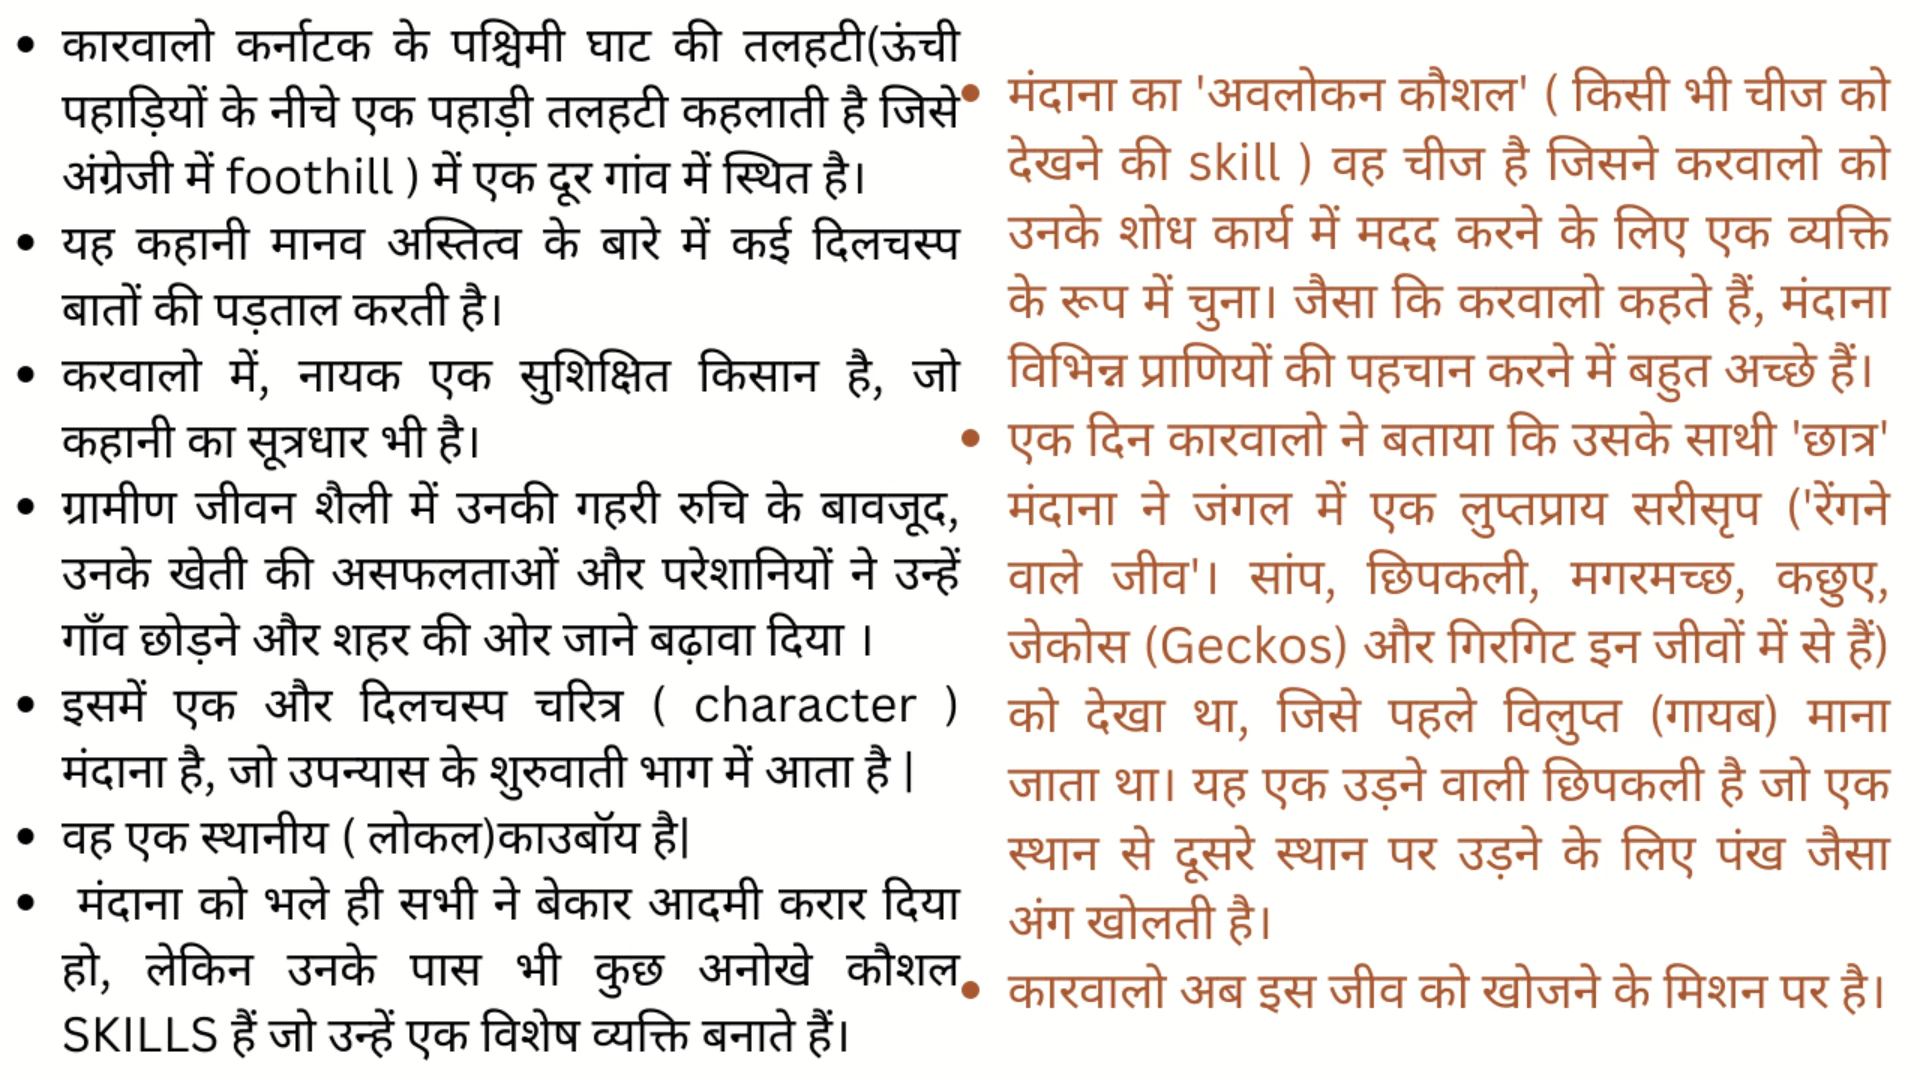 • कारवालो कर्नाटक के पश्चिमी घाट की तलहटी(ऊंची
पहाड़ियों के नीचे एक पहाड़ी तलहटी कहलाती है जिसे
अंग्रेजी में foothill ) में एक दूर गांव में स्थित है।
• यह कहानी मानव अस्तित्व के बारे में कई दिलचस्प
बातों की पड़ताल करती है।
• करवालो में, नायक एक सुशिक्षित किसान है, जो
कहानी का सूत्रधार भी है।
• ग्रामीण जीवन शैली में उनकी गहरी रुचि के बावजूद,
उनके खेती की असफलताओं और परेशानियों ने उन्हें
गाँव छोड़ने और शहर की ओर जाने बढ़ावा दिया ।
• इसमें एक और दिलचस्प चरित्र ( character )
मंदाना है, जो उपन्यास के शुरुवाती भाग में आता है |
• वह एक स्थानीय ( लोकल)काउबॉय है|
• मंदाना को भले ही सभी ने बेकार आदमी करार दिया
हो, लेकिन उनके पास भी कुछ अनोखे कौशल
SKILLS हैं जो उन्हें एक विशेष व्यक्ति बनाते हैं।
• मंदाना का 'अवलोकन कौशल' ( किसी भी चीज को
देखने की skill ) वह चीज है जिसने करवालो को
उनके शोध कार्य में मदद करने के लिए एक व्यक्ति
के रूप में चुना। जैसा कि करवालो कहते हैं, मंदाना
विभिन्न प्राणियों की पहचान करने में बहुत अच्छे हैं।
• एक दिन कारवालो ने बताया कि उसके साथी 'छात्र'
मंदाना ने जंगल में एक लुप्तप्राय सरीसृप ('रेंगने
वाले जीव'। सांप, छिपकली, मगरमच्छ, कछुए,
जेकोस (Geckos) और गिरगिट इन जीवों में से हैं)
को देखा था, जिसे पहले विलुप्त (गायब) माना
जाता था। यह एक उड़ने वाली छिपकली है जो एक
स्थान से दूसरे स्थान पर उड़ने के लिए पंख जैसा
अंग खोलती है।
• कारवालो अब इस जीव को खोजने के मिशन पर है।